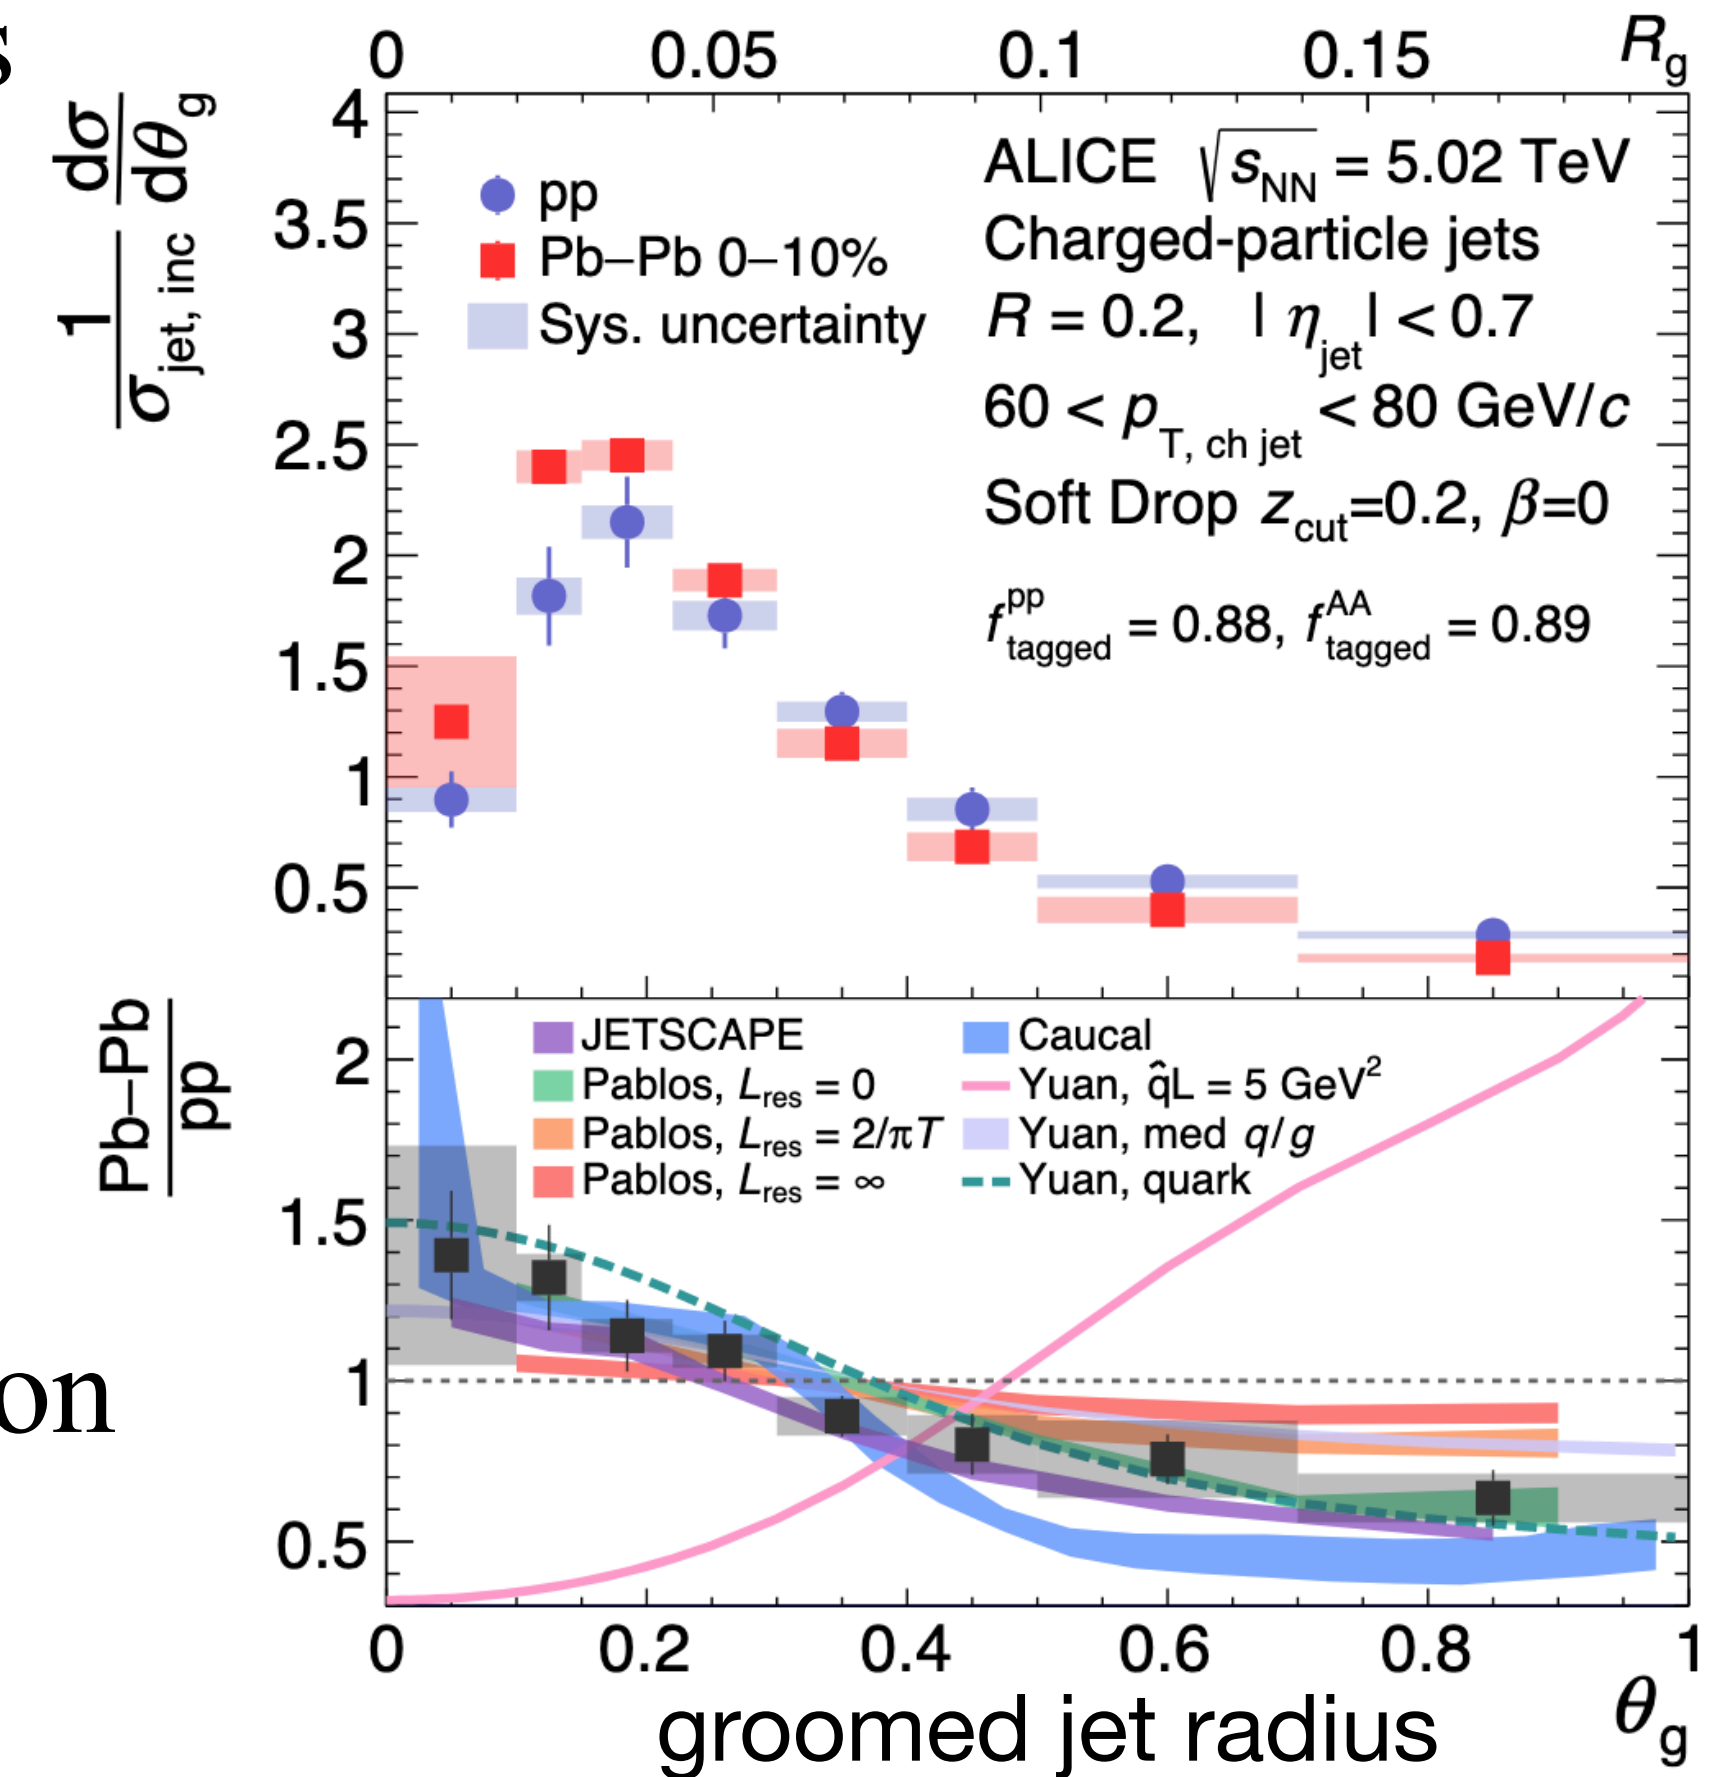 s
0 0.05 0.1 0.15 R_g
1/σ_jet, inc dσ/dθ_g
4
3.5
3
2.5
2
1.5
1
0.5
pp
Pb–Pb 0–10%
Sys. uncertainty
ALICE √s_NN = 5.02 TeV
Charged-particle jets
R = 0.2, | η_jet | < 0.7
60 < p_T, ch jet < 80 GeV/c
Soft Drop z_cut=0.2, β=0
f^pp_tagged = 0.88, f^AA_tagged = 0.89
Pb–Pb/pp
2
1.5
1
0.5
JETSCAPE
Pablos, L_res = 0
Pablos, L_res = 2/πT
Pablos, L_res = ∞
Caucal
Yuan, q̂L = 5 GeV²
Yuan, med q/g
Yuan, quark
on
0 0.2 0.4 0.6 0.8 1
groomed jet radius θ_g